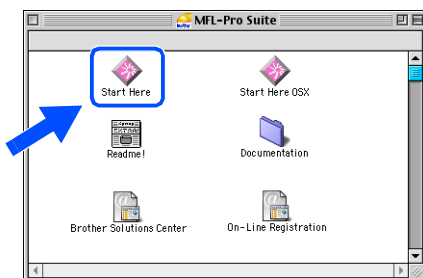 MFL-Pro Suite
Start Here
Start Here OSX
Readme!
Documentation
Brother Solutions Center
On-Line Registration